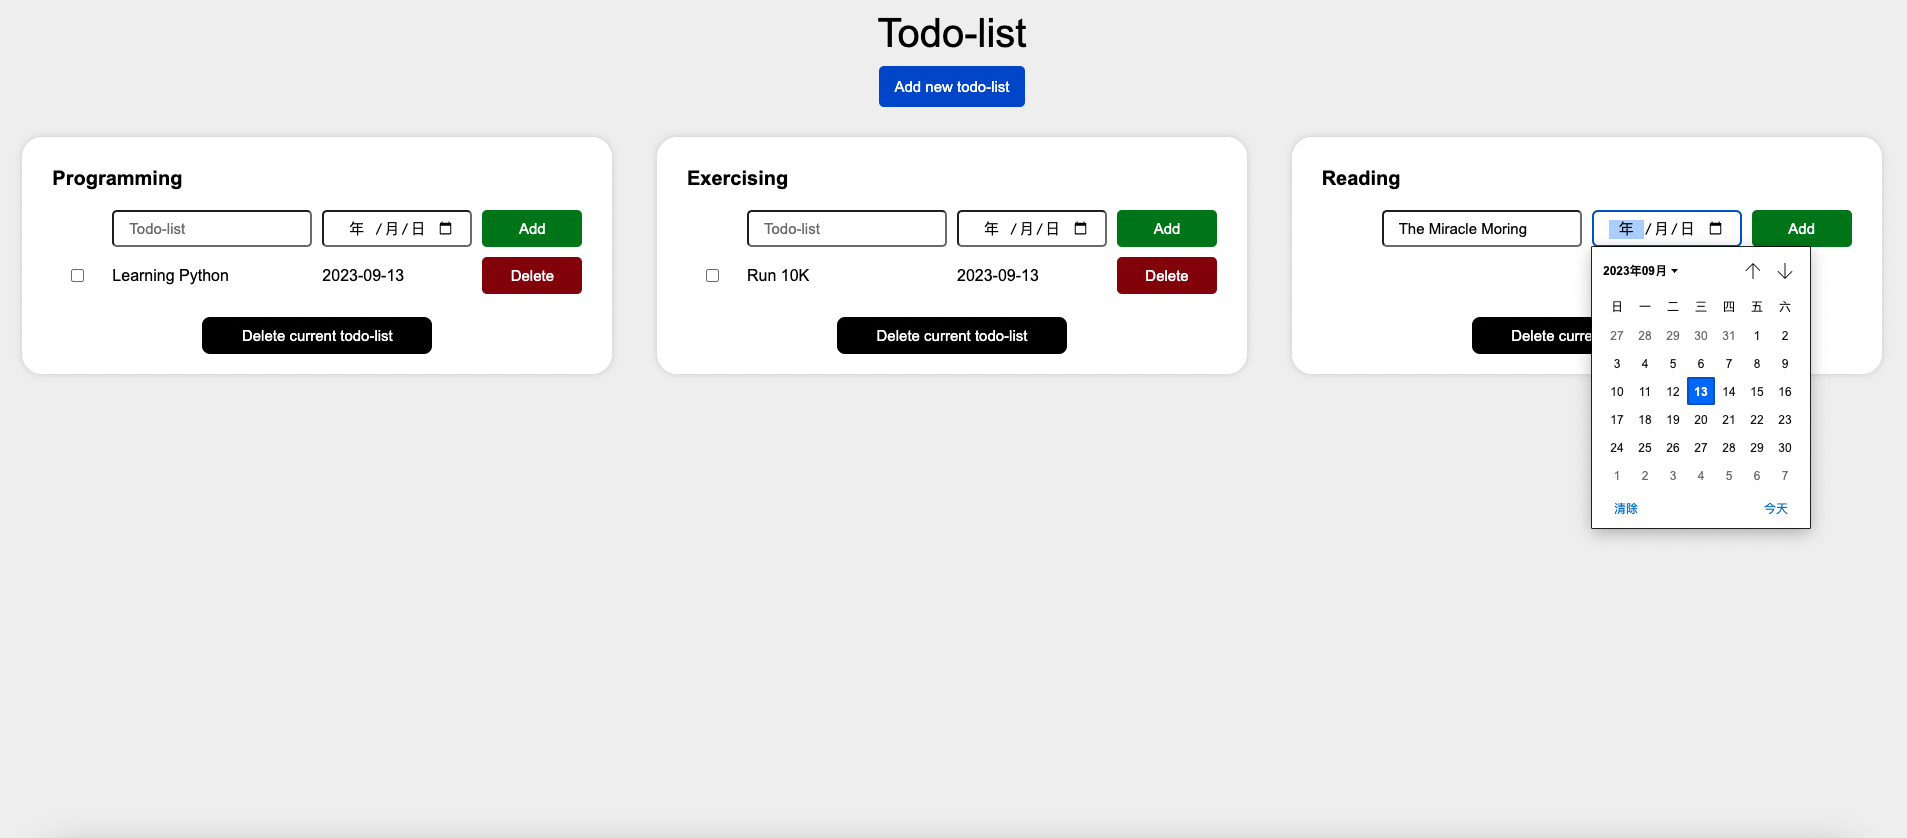 Todo-list
Add new todo-list
Programming
Todo-list 年 /月/日 Add
Learning Python 2023-09-13 Delete
Delete current todo-list
Exercising
Todo-list 年 /月/日 Add
Run 10K 2023-09-13 Delete
Delete current todo-list
Reading
The Miracle Moring 年 /月/日 Add
Delete curre
2023年09月
日 一 二 三 四 五 六
27 28 29 30 31 1 2
3 4 5 6 7 8 9
10 11 12 13 14 15 16
17 18 19 20 21 22 23
24 25 26 27 28 29 30
1 2 3 4 5 6 7
清除 今天